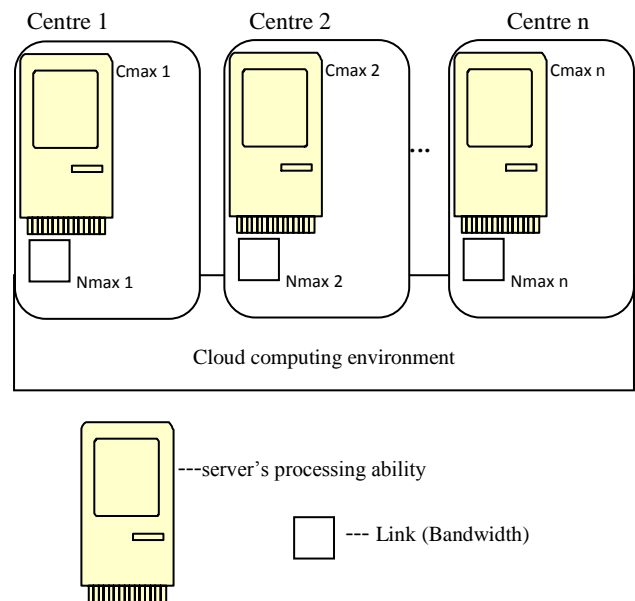 Centre 1
Centre 2
Centre n
Cmax 1
Cmax 2
Cmax n
...
Nmax 1
Nmax 2
Nmax n
Cloud computing environment
---server's processing ability
--- Link (Bandwidth)